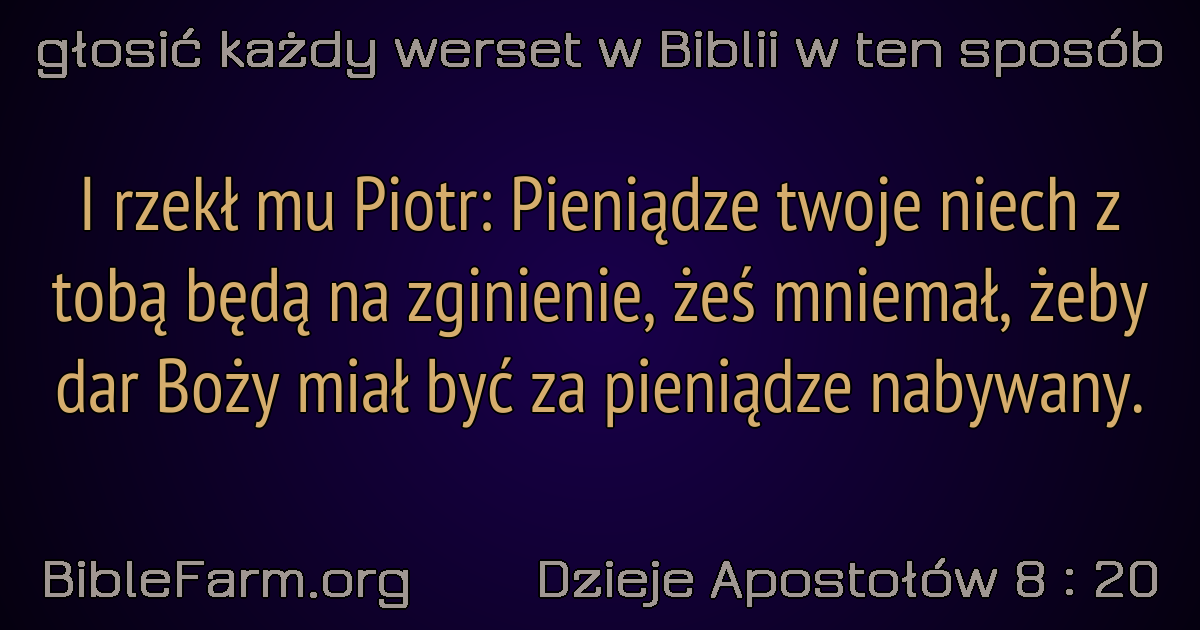 głosić każdy werset w Biblii w ten sposób
I rzekł mu Piotr: Pieniądze twoje niech z
tobą będą na zginienie, żeś mniemał, żeby
dar Boży miał być za pieniądze nabywany.
BibleFarm.org
Dzieje Apostołów 8 : 20